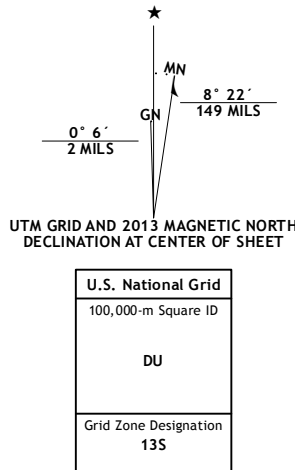 MN
GN
8° 22´
149 MILS
0° 6´
2 MILS
UTM GRID AND 2013 MAGNETIC NORTH
DECLINATION AT CENTER OF SHEET
U.S. National Grid
100,000-m Square ID
DU
Grid Zone Designation
13S